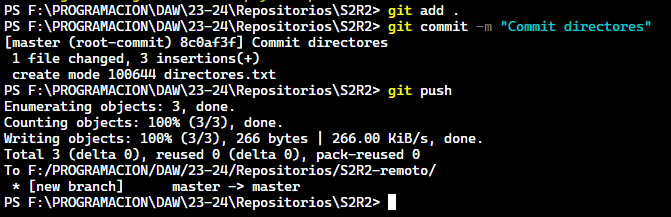 PS F:\PROGRAMACION\DAW\23-24\Repositorios\S2R2> git add .
PS F:\PROGRAMACION\DAW\23-24\Repositorios\S2R2> git commit -m "Commit directores"
[master (root-commit) 8c0af3f] Commit directores
 1 file changed, 3 insertions(+)
 create mode 100644 directores.txt
PS F:\PROGRAMACION\DAW\23-24\Repositorios\S2R2> git push
Enumerating objects: 3, done.
Counting objects: 100% (3/3), done.
Writing objects: 100% (3/3), 266 bytes | 266.00 KiB/s, done.
Total 3 (delta 0), reused 0 (delta 0), pack-reused 0
To F:/PROGRAMACION/DAW/23-24/Repositorios/S2R2-remoto/
 * [new branch]      master -> master
PS F:\PROGRAMACION\DAW\23-24\Repositorios\S2R2>